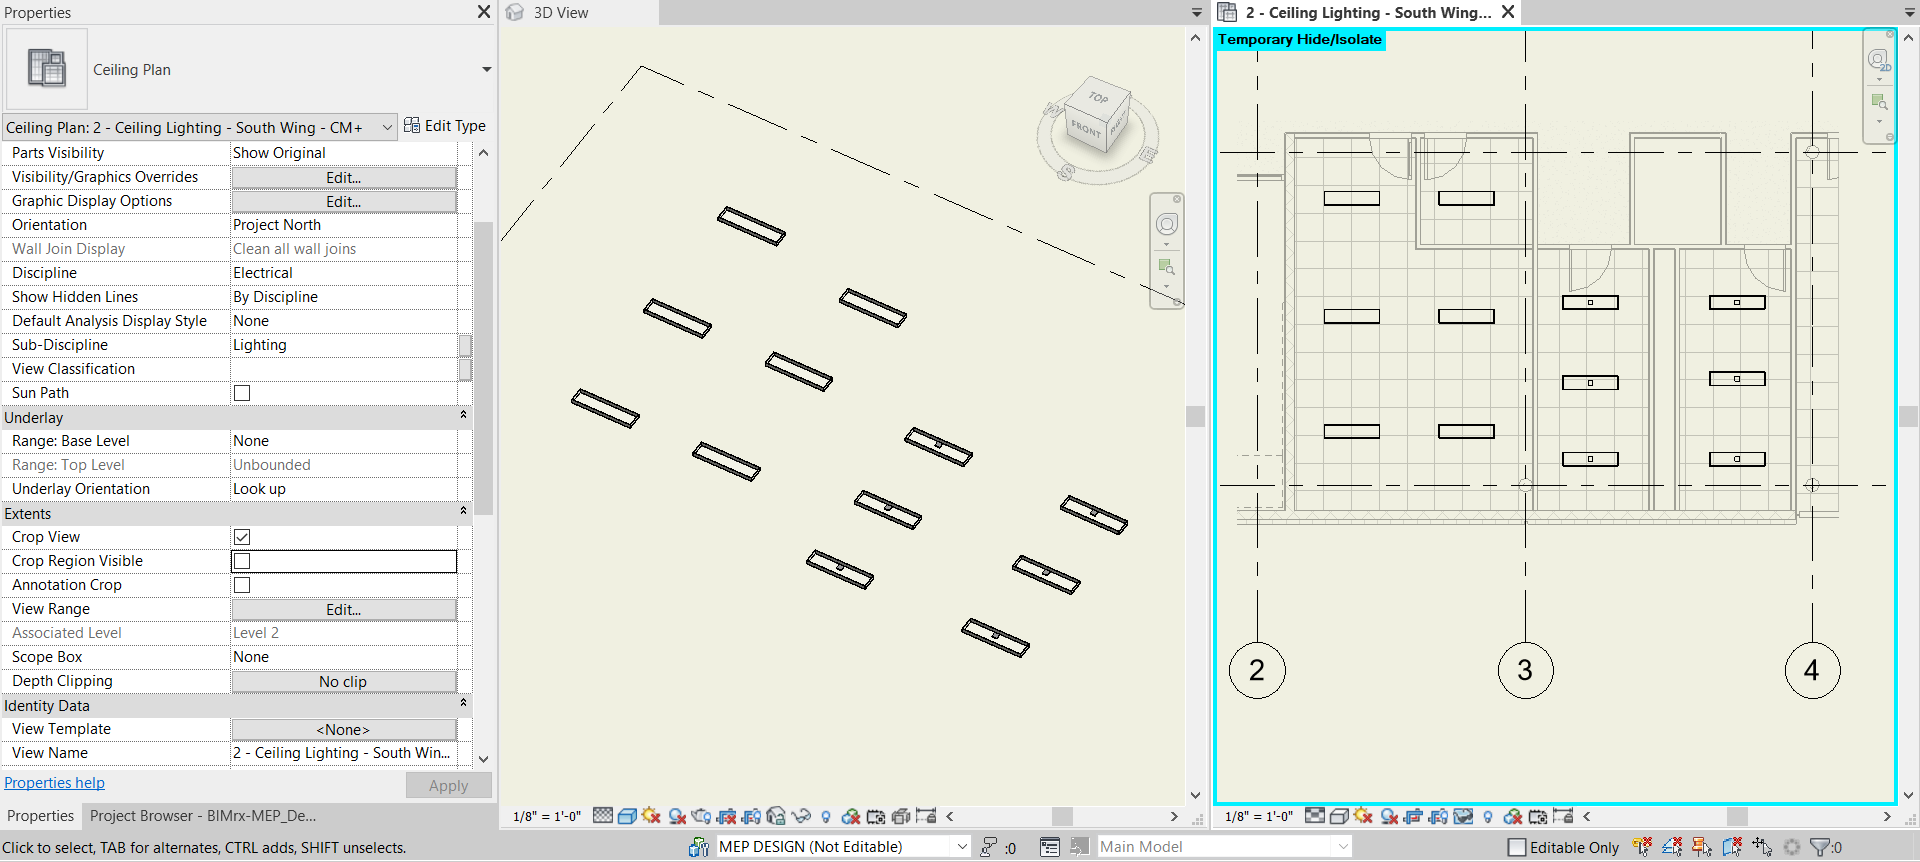 Properties
Ceiling Plan
Ceiling Plan: 2 - Ceiling Lighting - South Wing - CM+
Edit Type
Parts Visibility Show Original
Visibility/Graphics Overrides Edit...
Graphic Display Options Edit...
Orientation Project North
Wall Join Display Clean all wall joins
Discipline Electrical
Show Hidden Lines By Discipline
Default Analysis Display Style None
Sub-Discipline Lighting
View Classification
Sun Path
Underlay
Range: Base Level None
Range: Top Level Unbounded
Underlay Orientation Look up
Extents
Crop View
Crop Region Visible
Annotation Crop
View Range Edit...
Associated Level Level 2
Scope Box None
Depth Clipping No clip
Identity Data
View Template <None>
View Name 2 - Ceiling Lighting - South Win...
Properties help
Apply
Properties
Project Browser - BIMrx-MEP_De...
3D View
TOP
FRONT
W
S
E
1/8" = 1'-0"
2 - Ceiling Lighting - South Wing...
Temporary Hide/Isolate
2D
2
3
4
1/8" = 1'-0"
Click to select, TAB for alternates, CTRL adds, SHIFT unselects.
MEP DESIGN (Not Editable)
:0
Main Model
Editable Only
:0